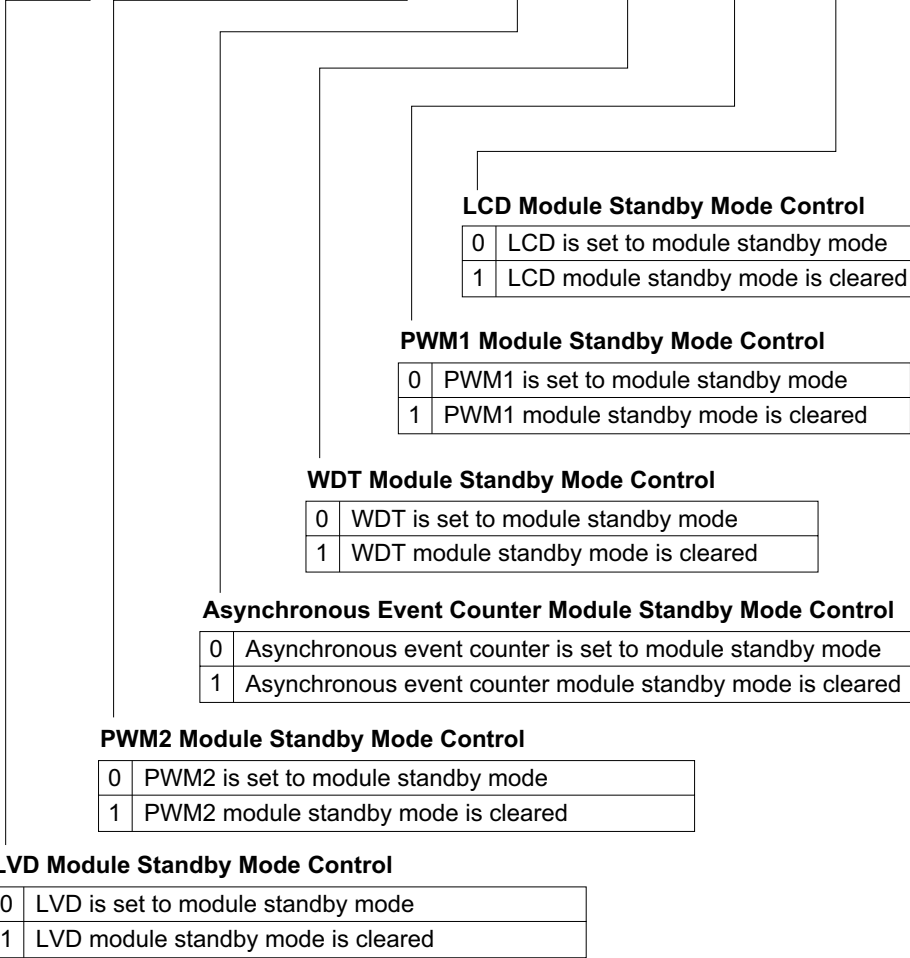 LCD Module Standby Mode Control
0 LCD is set to module standby mode
1 LCD module standby mode is cleared
PWM1 Module Standby Mode Control
0 PWM1 is set to module standby mode
1 PWM1 module standby mode is cleared
WDT Module Standby Mode Control
0 WDT is set to module standby mode
1 WDT module standby mode is cleared
Asynchronous Event Counter Module Standby Mode Control
0 Asynchronous event counter is set to module standby mode
1 Asynchronous event counter module standby mode is cleared
PWM2 Module Standby Mode Control
0 PWM2 is set to module standby mode
1 PWM2 module standby mode is cleared
LVD Module Standby Mode Control
0 LVD is set to module standby mode
1 LVD module standby mode is cleared